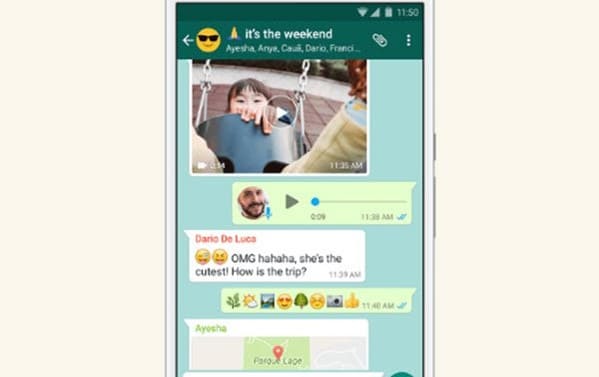 11:50
🙏 it's the weekend
Ayesha, Anya, Cauã, Dario, Franci...
0:14 11:35 AM
0:09 11:38 AM
Dario De Luca
😅😆 OMG hahaha, she's the
cutest! How is the trip?
11:39 AM
🌿🌤🏞😍🌳☺️📷👍 11:40 AM
Ayesha
Parque Lage